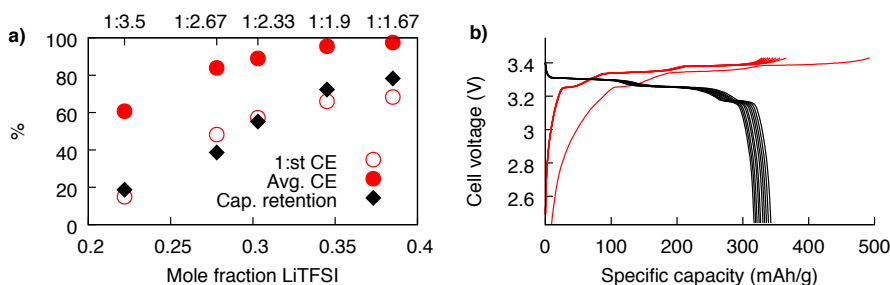 1:3.5 1:2.67 1:2.33 1:1.9 1:1.67
a)
100
80
60
40
20
0
%
1:st CE
Avg. CE
Cap. retention
0.2 0.25 0.3 0.35 0.4
Mole fraction LiTFSI
b)
3.4
3.2
3
2.8
2.6
Cell voltage (V)
0 100 200 300 400 500
Specific capacity (mAh/g)